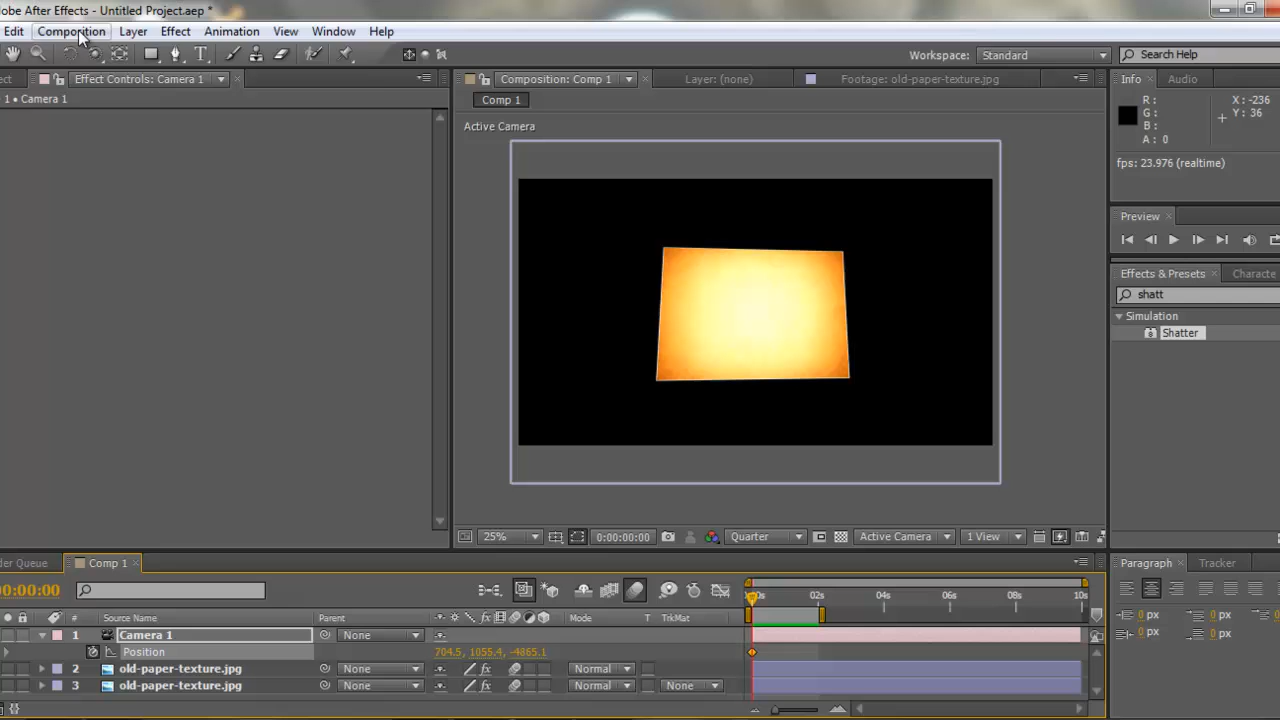 dobe After Effects - Untitled Project.aep *
Edit Composition Layer Effect Animation View Window Help
Workspace: Standard Search Help
ect Effect Controls: Camera 1 Composition: Comp 1 Layer: (none) Footage: old-paper-texture.jpg Info Audio
1 • Camera 1 Comp 1
R: X: -236
G: Y: 36
B:
A: 0
Active Camera
fps: 23.976 (realtime)
Preview
Effects & Presets Characte
shatt
Simulation
8 Shatter
25% 0:00:00:00 Quarter Active Camera 1 View
der Queue Comp 1 Paragraph Tracker
00:00:00
00s 02s 04s 06s 08s 10s
# Source Name Parent Mode T TrkMat
0 px 0 px 0
0 px 0 px
1 Camera 1 None
Position 704.5, 1055.4, -4865.1
2 old-paper-texture.jpg None Normal
3 old-paper-texture.jpg None Normal None